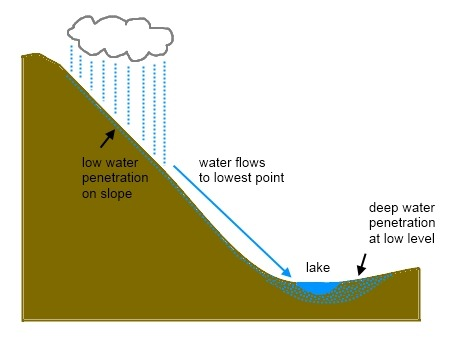 low water
penetration
on slope
water flows
to lowest point
deep water
penetration
at low level
lake